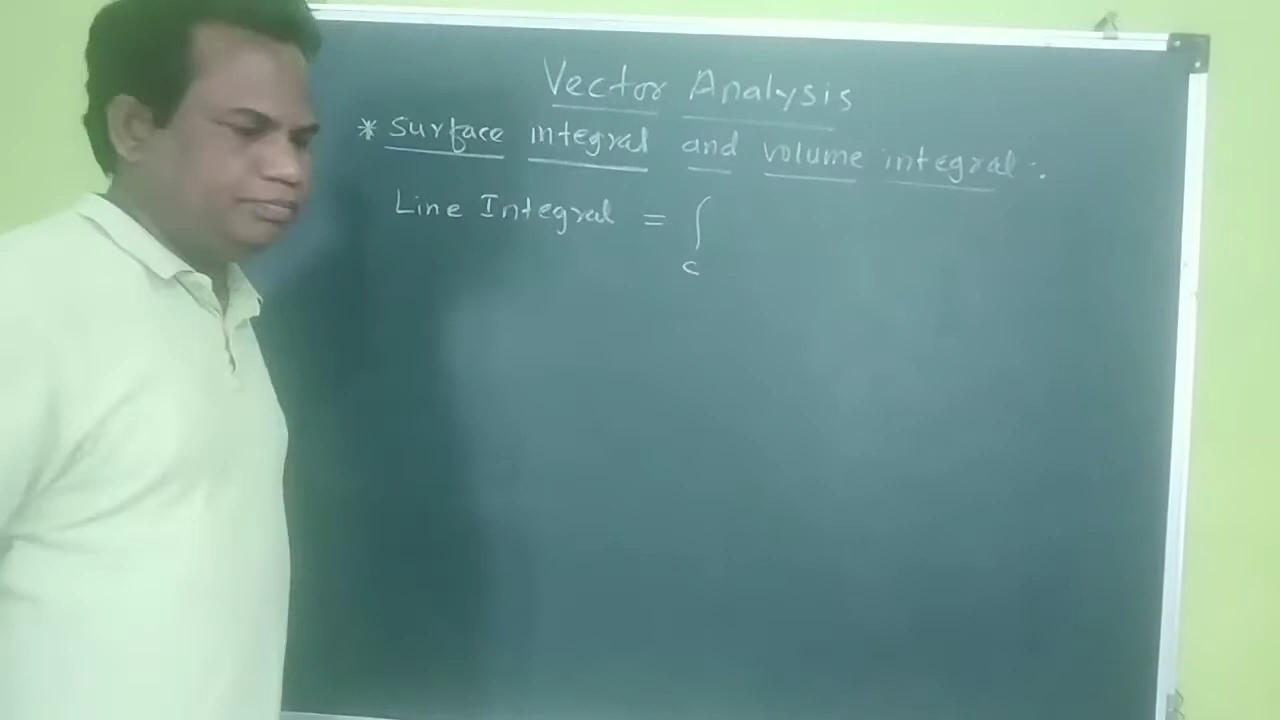 Vector Analysis
* Surface integral and volume integral :.
Line Integral = ∫
c